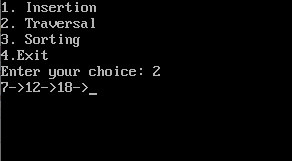 1. Insertion
2. Traversal
3. Sorting
4.Exit
Enter your choice: 2
7->12->18->_